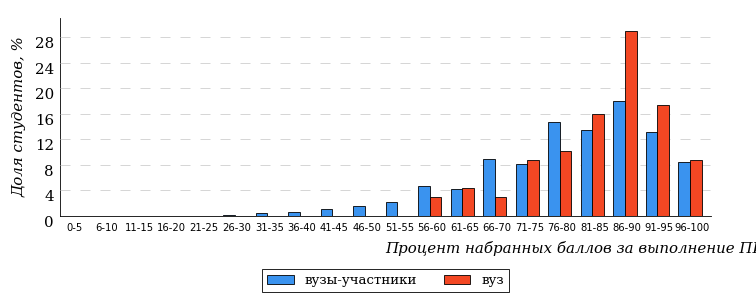 Доля студентов, %
28
24
20
16
12
8
4
0
0-5 6-10 11-15 16-20 21-25 26-30 31-35 36-40 41-45 46-50 51-55 56-60 61-65 66-70 71-75 76-80 81-85 86-90 91-95 96-100
Процент набранных баллов за выполнение
вузы-участники вуз